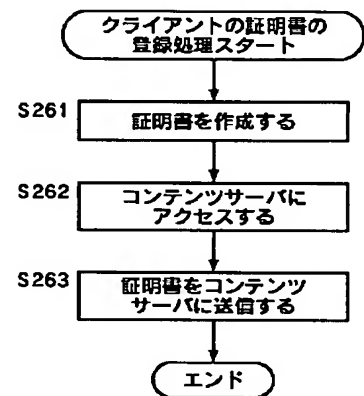 クライアントの証明書の
登録処理スタート
S261
証明書を作成する
S262
コンテンツサーバに
アクセスする
S263
証明書をコンテンツ
サーバに送信する
エンド